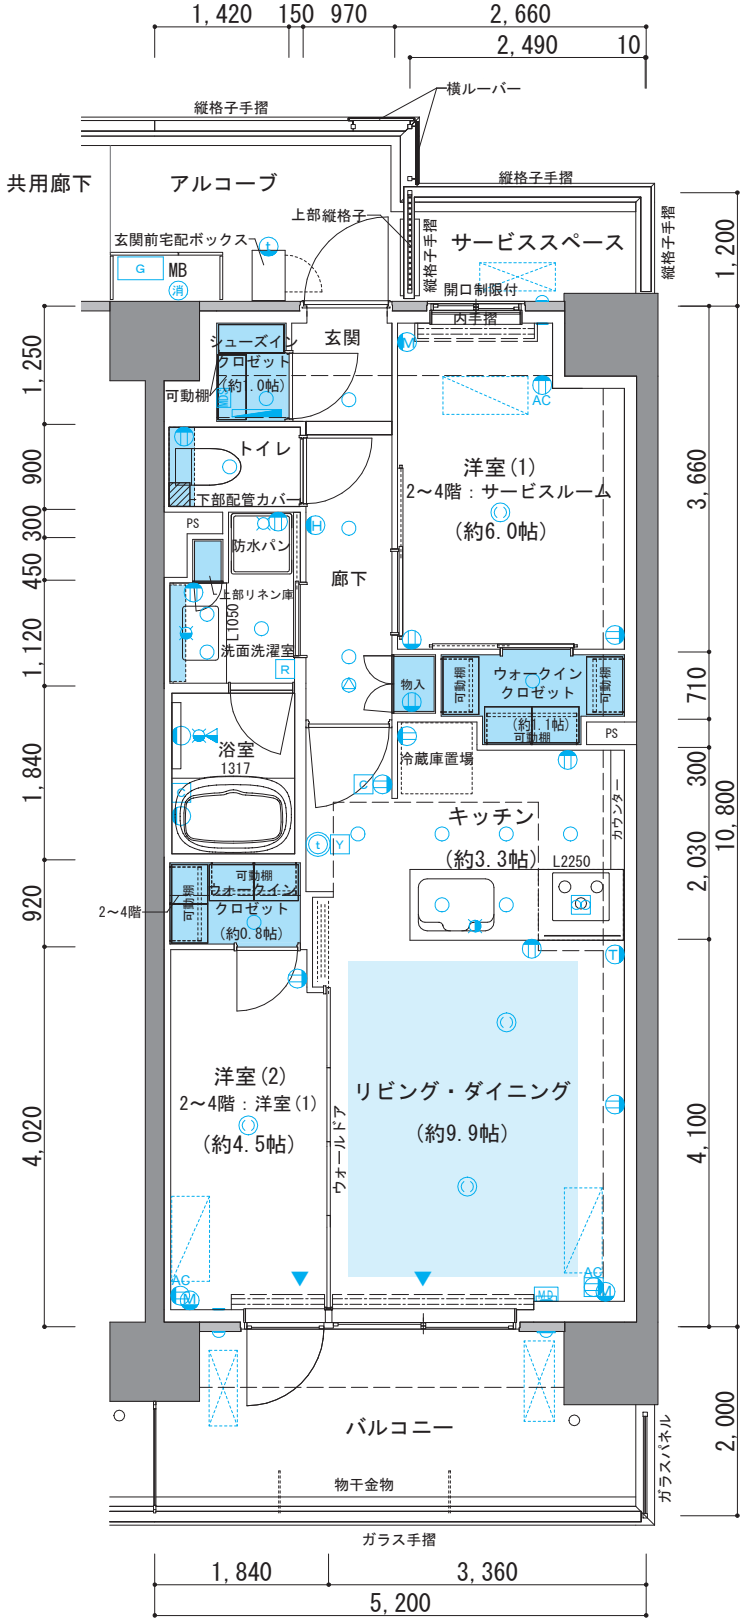 1,420 150 970 2,660
2,490 10
横ルーバー
縦格子手摺
共用廊下
アルコーブ
縦格子手摺
上部縦格子
縦格子手摺
縦格子手摺
玄関前宅配ボックス
t
サービススペース
1,200
G
MB
消
開口制限付
内手摺
玄関
シューズイン
クロゼット
(約1.0帖)
可動棚
M
AC
1,250
トイレ
下部配管カバー
900
洋室(1)
2〜4階：サービスルーム
(約6.0帖)
3,660
PS
防水パン
H
300
上部リネン庫
廊下
450
L1050
洗面洗濯室
R
1,120
物入
可動棚
ウォークイン
クロゼット
(約1.1帖)
可動棚
可動棚
710
PS
浴室
1317
冷蔵庫置場
C
C
300
1,840
キッチン
(約3.3帖)
カウンター
t
Y
L2250
2,030
10,800
可動棚
可動棚
ウォークイン
クロゼット
(約0.8帖)
2〜4階
920
T
洋室(2)
2〜4階：洋室(1)
(約4.5帖)
リビング・ダイニング
(約9.9帖)
ウォールドア
4,020
4,100
AC
M
AC
M
MD
バルコニー
2,000
ガラスパネル
物干金物
ガラス手摺
1,840 3,360
5,200